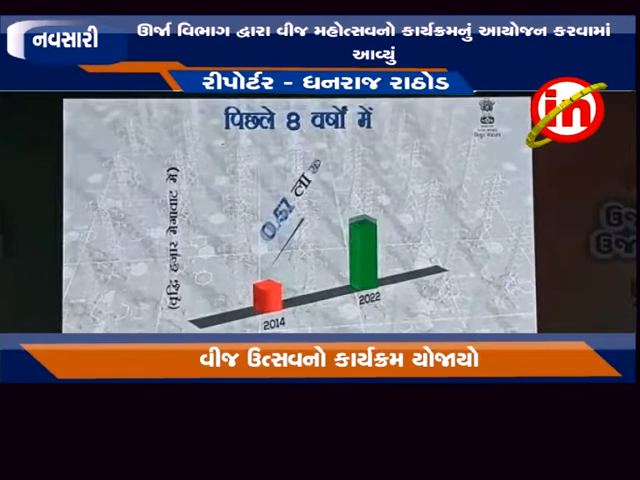 નવસારી
ઊર્જા વિભાગ દ્વારા વીજ મહોત્સવનો કાર્યક્રમનું આયોજન કરવામાં
આવ્યું
રીપોર્ટર - ધનરાજ રાઠોડ
in
पिछले 8 वर्षों में
(वृद्धि हज़ार मेगावाट में)
0.57
2014
2022
વીજ ઉત્સવનો કાર્યક્રમ યોજાયો